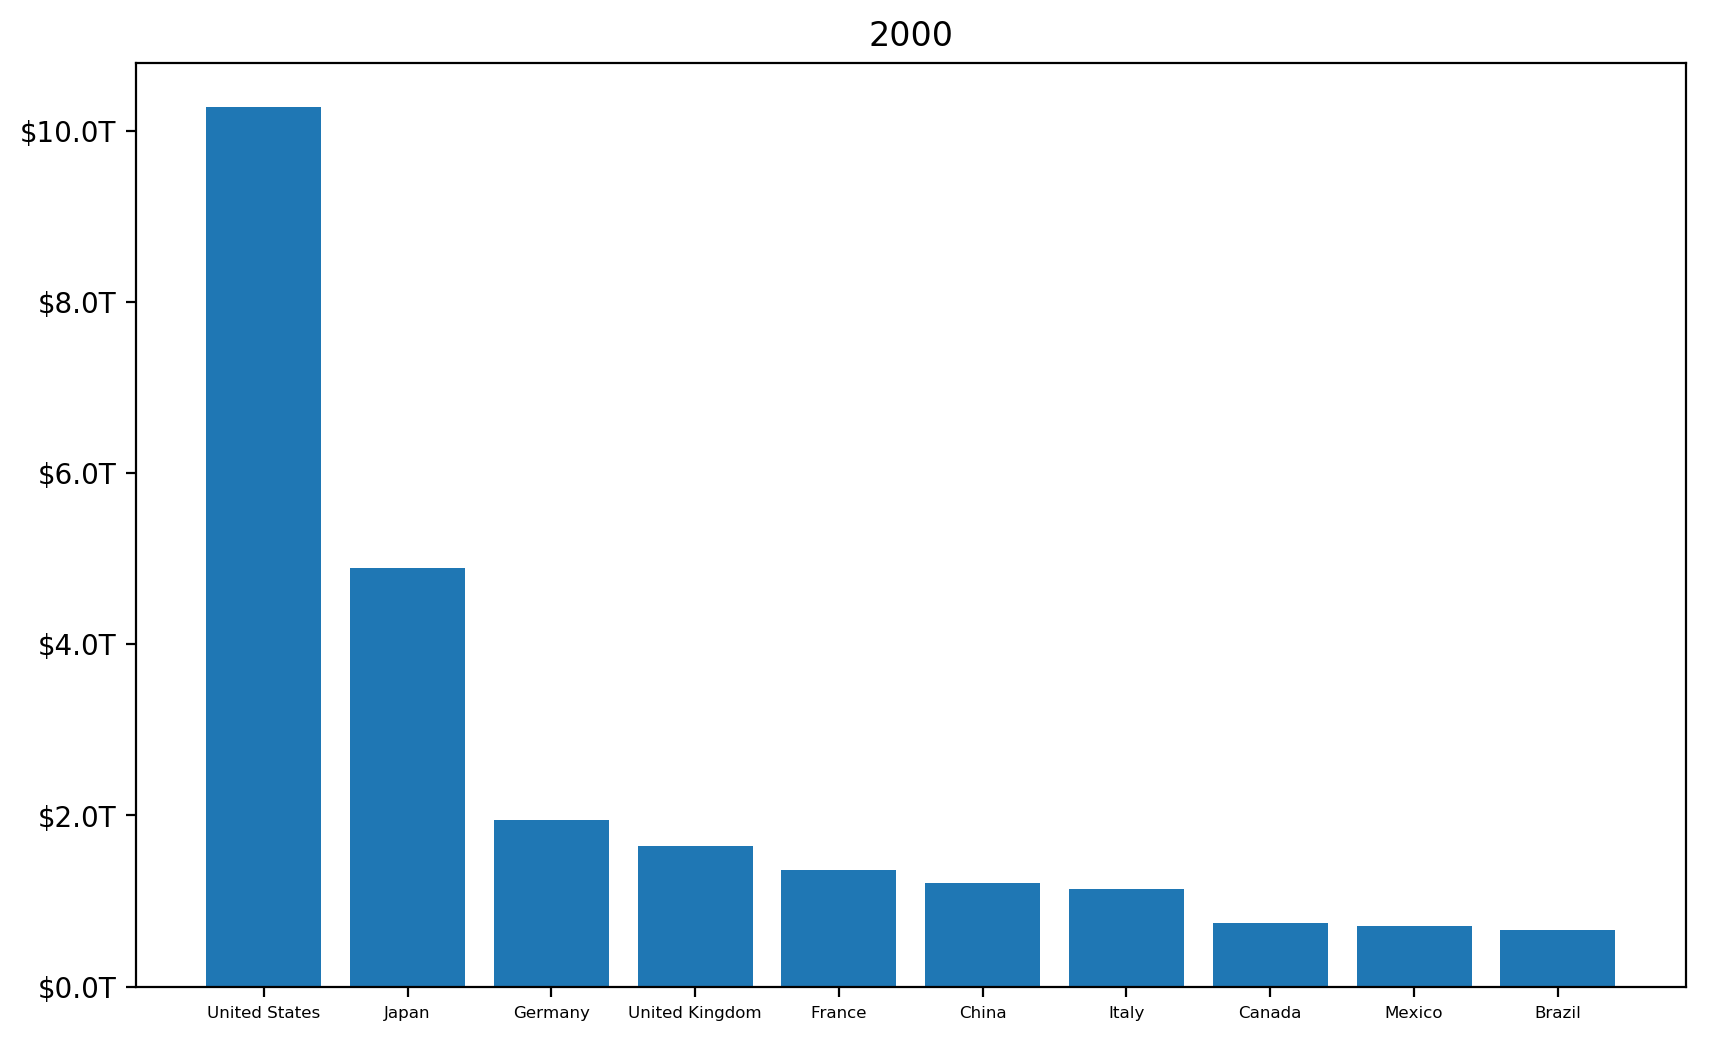 2000
$10.0T
$8.0T
$6.0T
$4.0T
$2.0T
$0.0T
United States Japan Germany United Kingdom France China Italy Canada Mexico Brazil